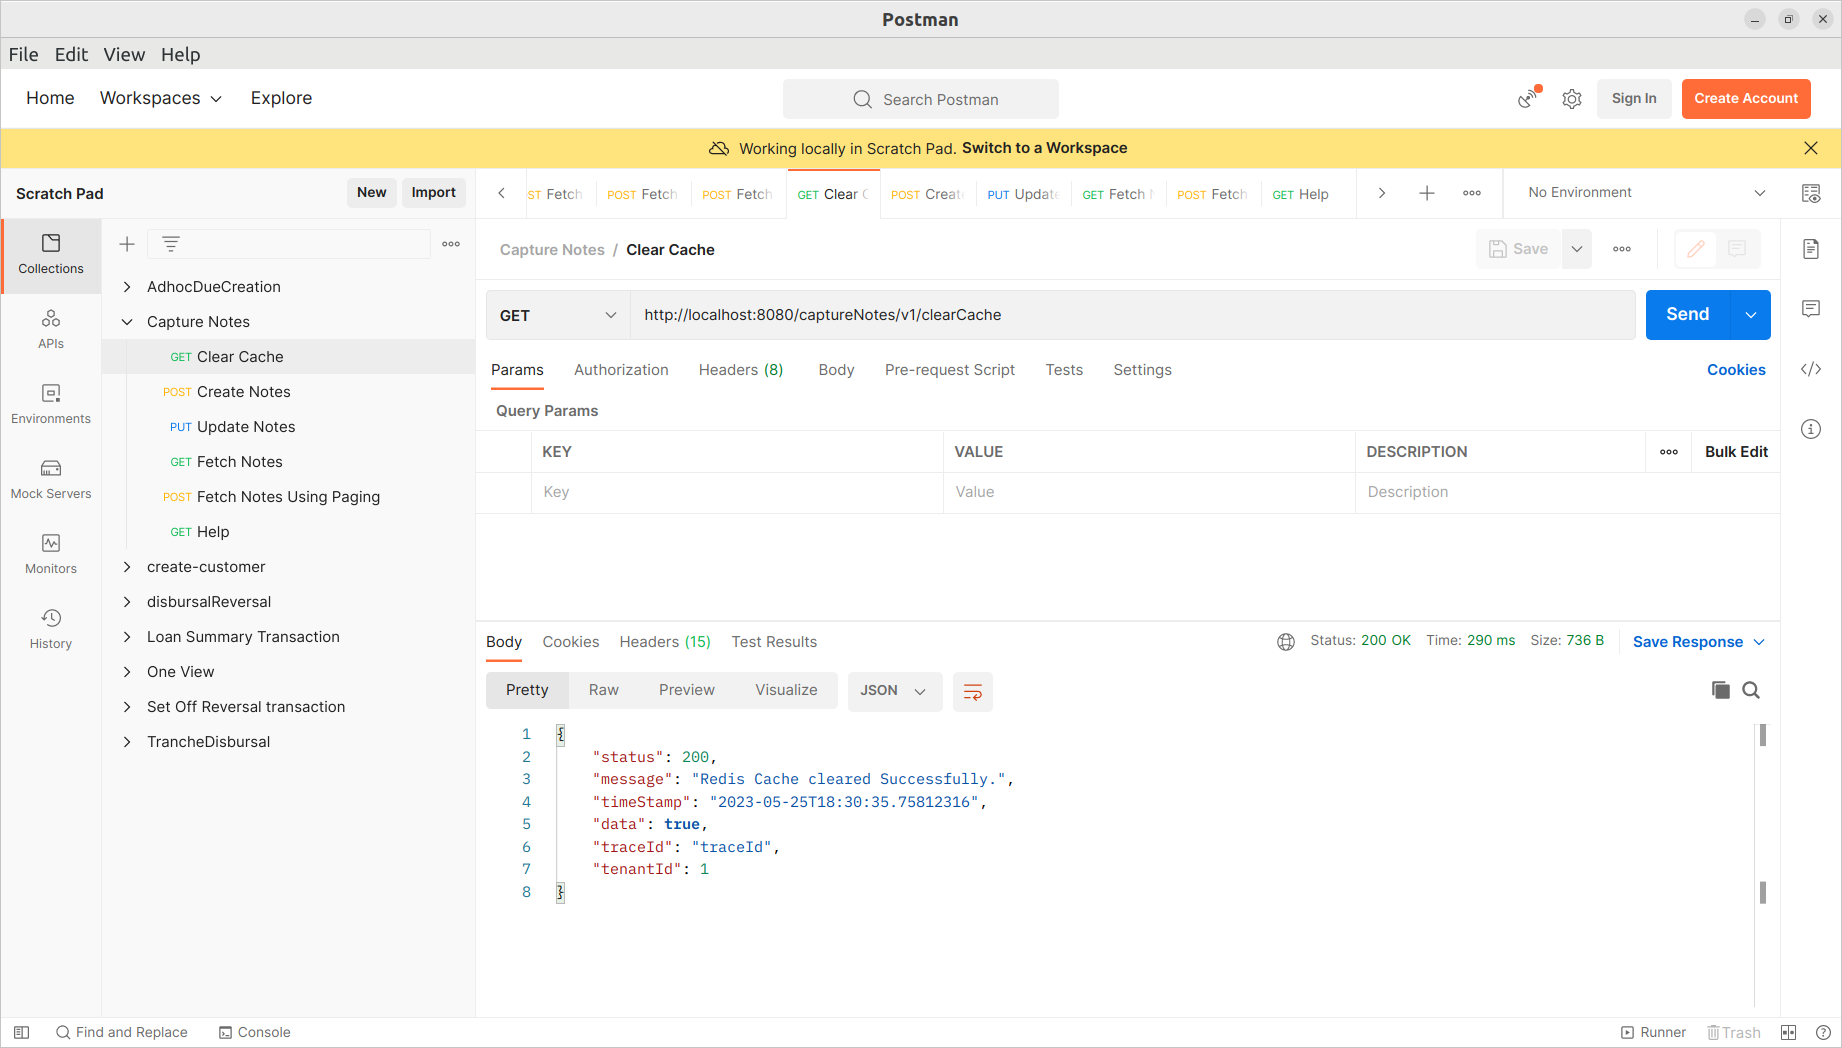 Postman
File Edit View Help
Home Workspaces Explore
Search Postman
Sign In
Create Account
Working locally in Scratch Pad. Switch to a Workspace
Scratch Pad
New
Import
ST Fetch
POST Fetch
POST Fetch
GET Clear C
POST Create
PUT Update
GET Fetch
POST Fetch
GET Help
No Environment
Collections
APIs
Environments
Mock Servers
Monitors
History
AdhocDueCreation
Capture Notes
GET Clear Cache
POST Create Notes
PUT Update Notes
GET Fetch Notes
POST Fetch Notes Using Paging
GET Help
create-customer
disbursalReversal
Loan Summary Transaction
One View
Set Off Reversal transaction
TrancheDisbursal
Capture Notes / Clear Cache
Save
GET
http://localhost:8080/captureNotes/v1/clearCache
Send
Params Authorization Headers (8) Body Pre-request Script Tests Settings
Cookies
Query Params
KEY VALUE DESCRIPTION
Bulk Edit
Key Value Description
Body Cookies Headers (15) Test Results
Status: 200 OK Time: 290 ms Size: 736 B
Save Response
Pretty Raw Preview Visualize
JSON
1 {
2 "status": 200,
3 "message": "Redis Cache cleared Successfully.",
4 "timeStamp": "2023-05-25T18:30:35.75812316",
5 "data": true,
6 "traceId": "traceId",
7 "tenantId": 1
8 }
Find and Replace
Console
Runner
Trash